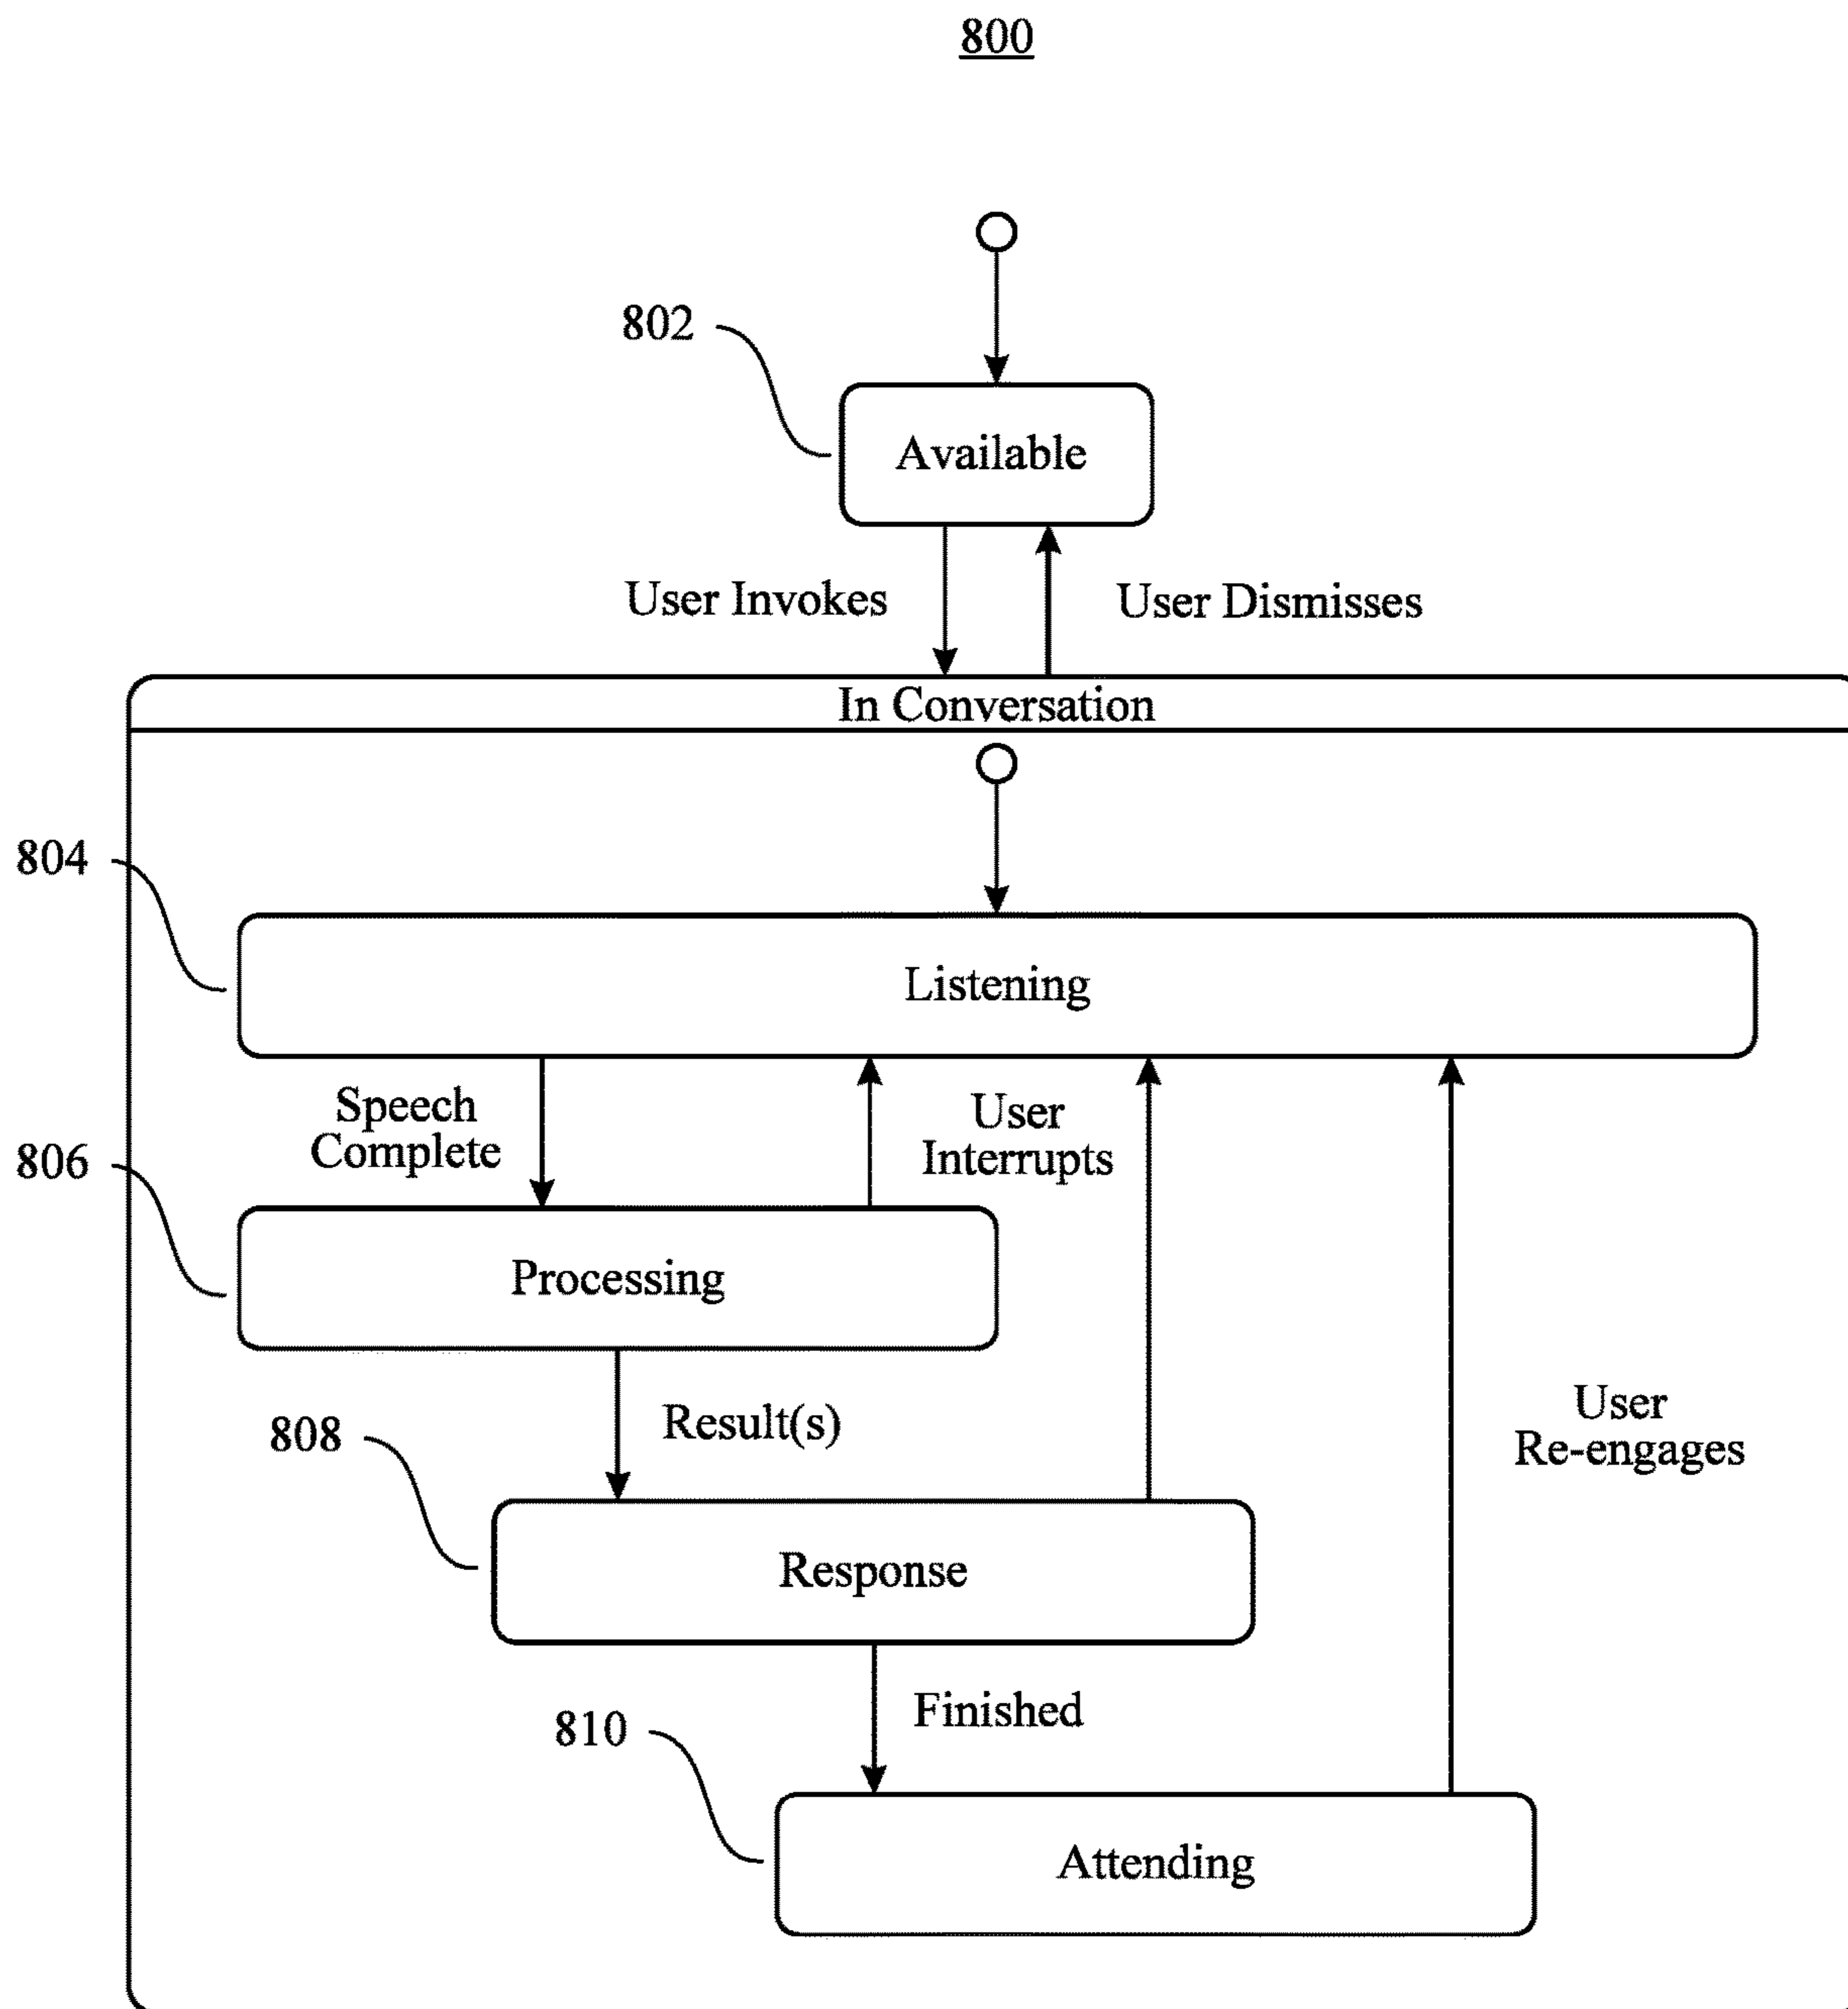 800
802
Available
User Invokes
User Dismisses
In Conversation
804
Listening
Speech
Complete
User
Interrupts
806
Processing
Result(s)
User
Re-engages
808
Response
Finished
810
Attending